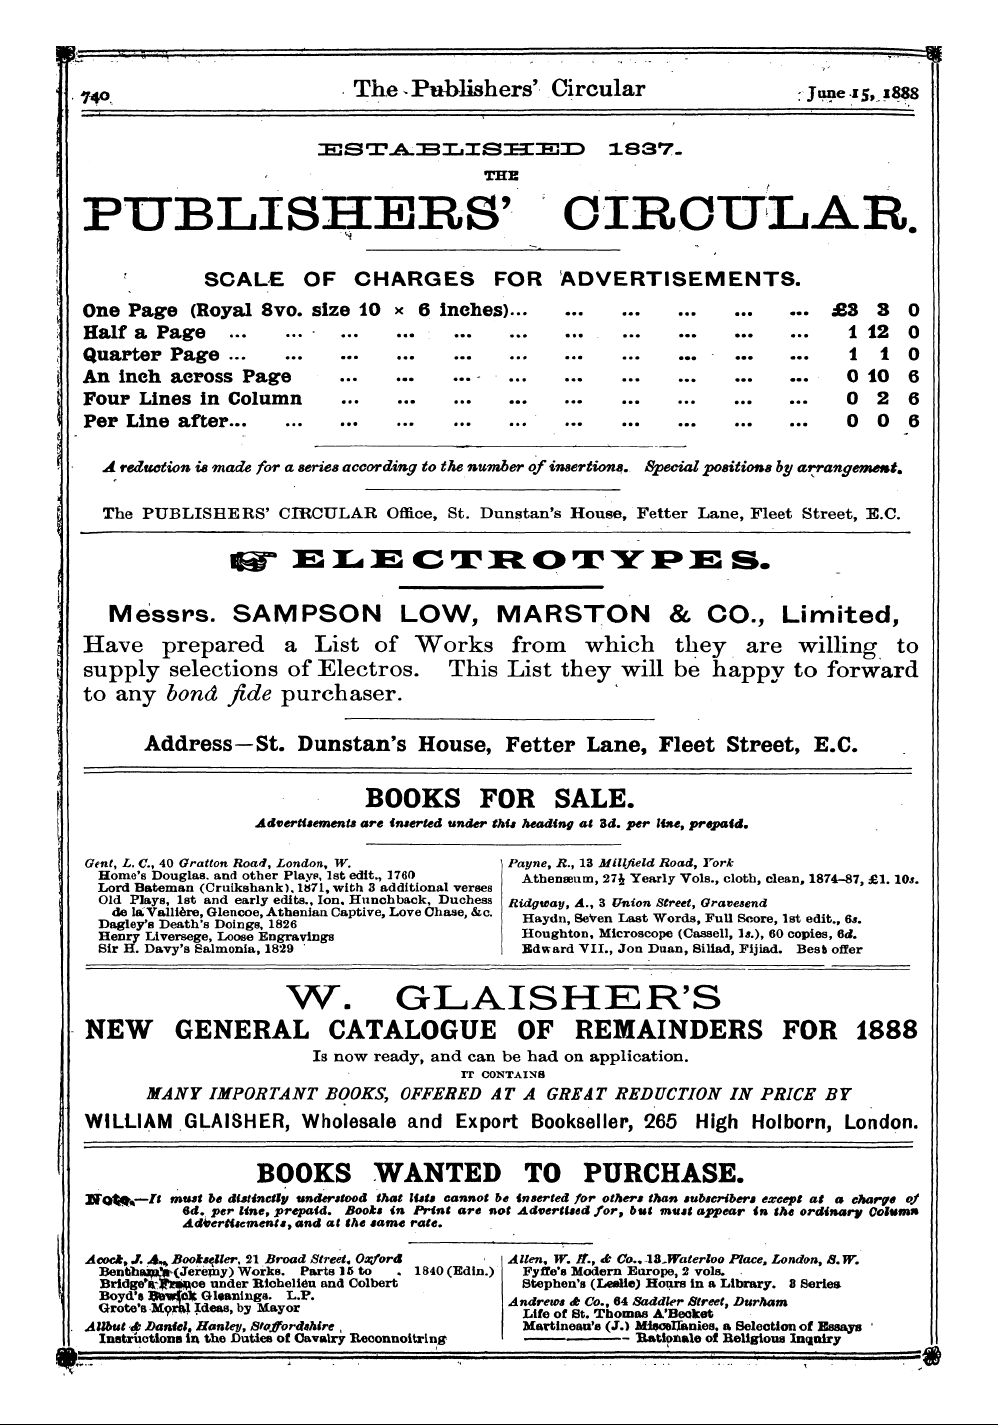 740
The Publishers' Circular
June 15, 1888
ESTABLISHED 1837.
THE
PUBLISHERS' CIRCULAR.
SCALE OF CHARGES FOR ADVERTISEMENTS.
One Page (Royal 8vo. size 10 × 6 inches)... ... ... ... ... ... £3 3 0
Half a Page ... ... ... ... ... ... ... ... ... ... ... 1 12 0
Quarter Page ... ... ... ... ... ... ... ... ... ... ... 1 1 0
An inch across Page ... ... ... ... ... ... ... ... ... 0 10 6
Four Lines in Column ... ... ... ... ... ... ... ... ... 0 2 6
Per Line after... ... ... ... ... ... ... ... ... ... ... 0 0 6
A reduction is made for a series according to the number of insertions. Special positions by arrangement.
The PUBLISHERS' CIRCULAR Office, St. Dunstan's House, Fetter Lane, Fleet Street, E.C.
☞ ELECTROTYPES.
Messrs. SAMPSON LOW, MARSTON & CO., Limited,
Have prepared a List of Works from which they are willing to
supply selections of Electros. This List they will be happy to forward
to any bonâ fide purchaser.
Address—St. Dunstan's House, Fetter Lane, Fleet Street, E.C.
BOOKS FOR SALE.
Advertisements are inserted under this heading at 3d. per line, prepaid.
Gent, L. C., 40 Gratton Road, London, W.
Home's Douglas. and other Plays, 1st edit., 1760
Lord Bateman (Cruikshank), 1871, with 3 additional verses
Old Plays, 1st and early edits., Ion, Hunchback, Duchess
de la Vallière, Glencoe, Athenian Captive, Love Chase, &c.
Dagley's Death's Doings, 1826
Henry Liversege, Loose Engravings
Sir H. Davy's Salmonia, 1829
Payne, R., 13 Millfield Road, York
Athenæum, 27½ Yearly Vols., cloth, clean, 1874-87, £1. 10s.
Ridgway, A., 3 Union Street, Gravesend
Haydn, Seven Last Words, Full Score, 1st edit., 6s.
Houghton, Microscope (Cassell, 1s.), 60 copies, 6d.
Edward VII., Jon Duan, Siliad, Fijiad. Best offer
W. GLAISHER'S
NEW GENERAL CATALOGUE OF REMAINDERS FOR 1888
Is now ready, and can be had on application.
IT CONTAINS
MANY IMPORTANT BOOKS, OFFERED AT A GREAT REDUCTION IN PRICE BY
WILLIAM GLAISHER, Wholesale and Export Bookseller, 265 High Holborn, London.
BOOKS WANTED TO PURCHASE.
Note.—It must be distinctly understood that lists cannot be inserted for others than subscribers except at a charge of
6d. per line, prepaid. Books in Print are not Advertised for, but must appear in the ordinary Column
Advertisements, and at the same rate.
Acock, J. A., Bookseller, 21 Broad Street, Oxford
Bentham's (Jeremy) Works. Parts 15 to 1840 (Edin.)
Bridge's France under Richelieu and Colbert
Boyd's Bewick Gleanings. L.P.
Grote's Moral Ideas, by Mayor
Allbut & Daniel, Hanley, Staffordshire
Instructions in the Duties of Cavalry Reconnoitring
Allen, W. H., & Co., 13 Waterloo Place, London, S.W.
Fyffe's Modern Europe, 2 vols.
Stephen's (Leslie) Hours in a Library. 3 Series
Andrews & Co., 64 Saddler Street, Durham
Life of St. Thomas A'Becket
Martineau's (J.) Miscellanies, a Selection of Essays
——— Rationale of Religious Inquiry